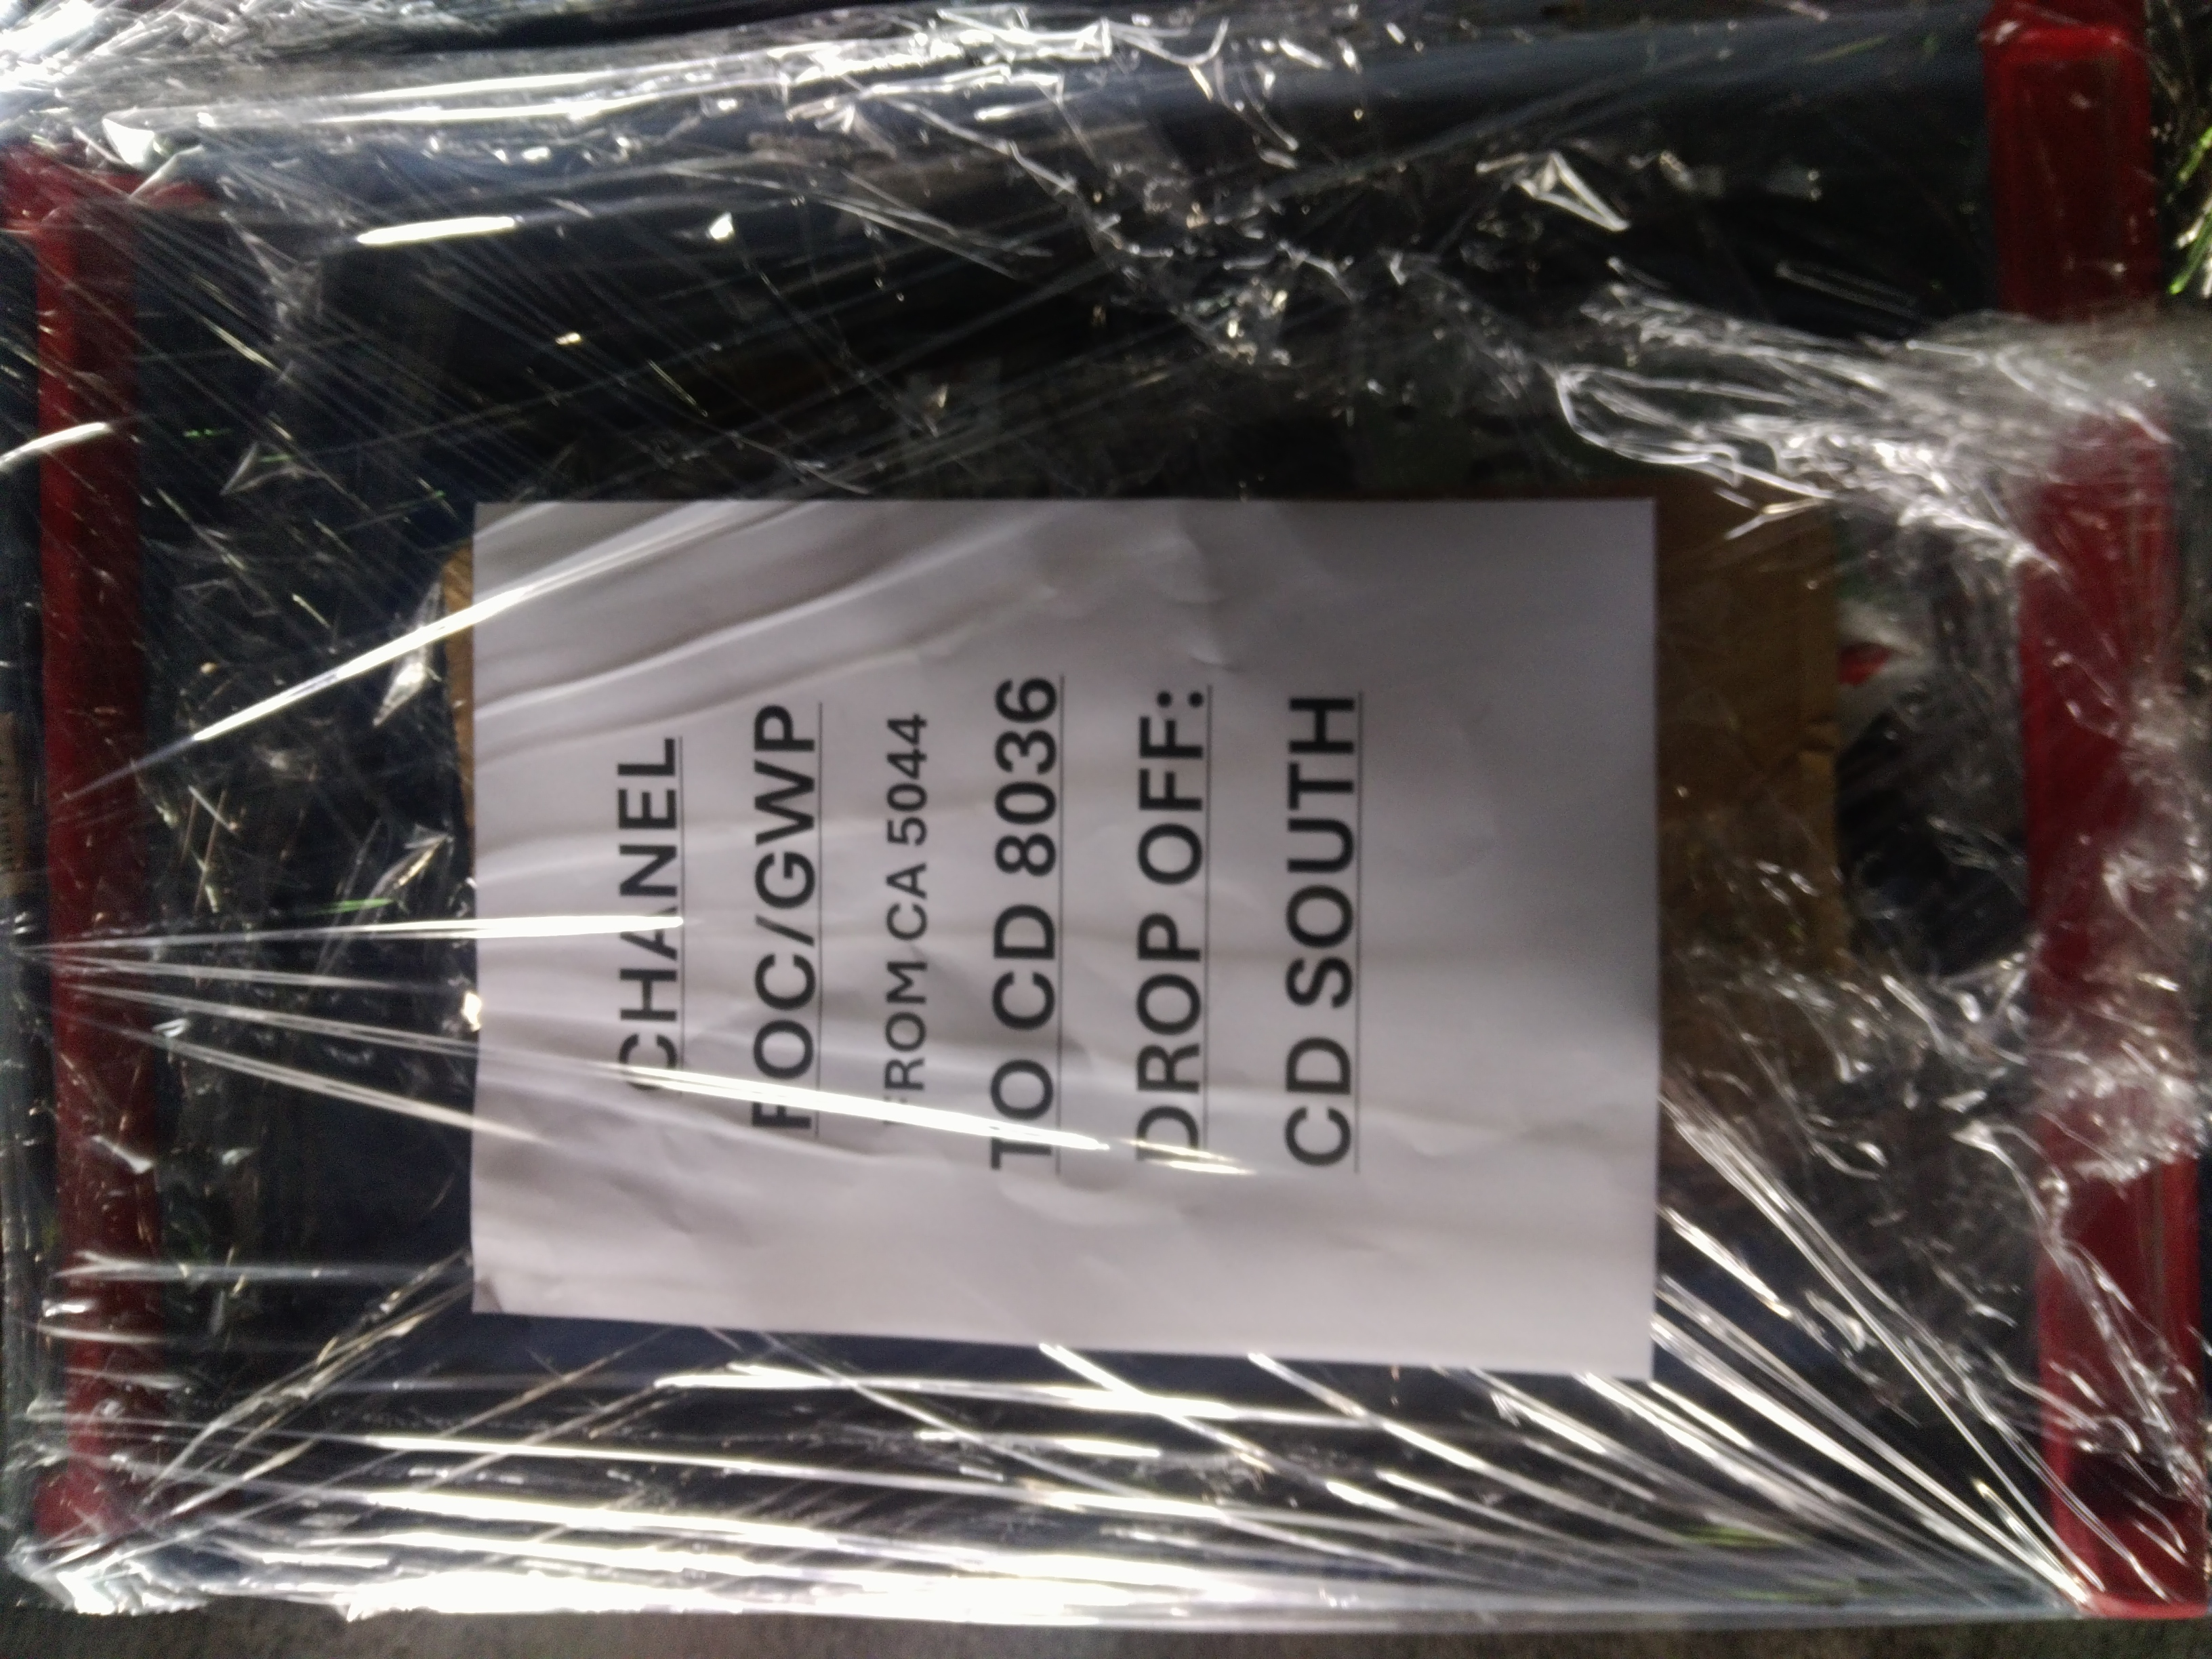 CHANEL
FOC/GWP
FROM CA 5044
TO CD 8036
DROP OFF:
CD SOUTH